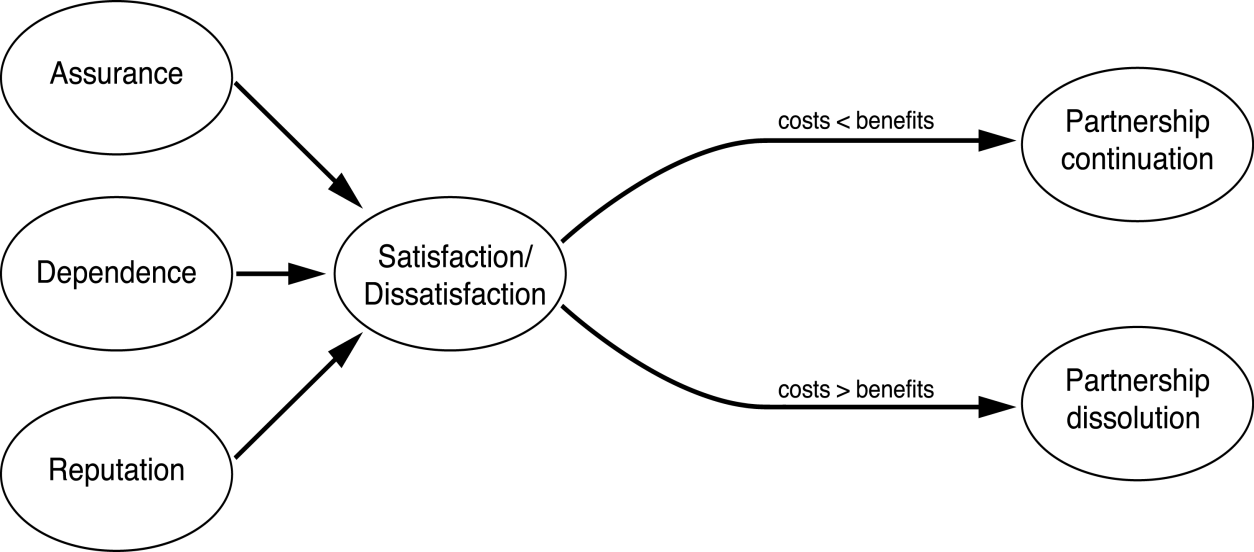 Assurance
Dependence
Reputation
Satisfaction/
Dissatisfaction
costs < benefits
Partnership
continuation
costs > benefits
Partnership
dissolution